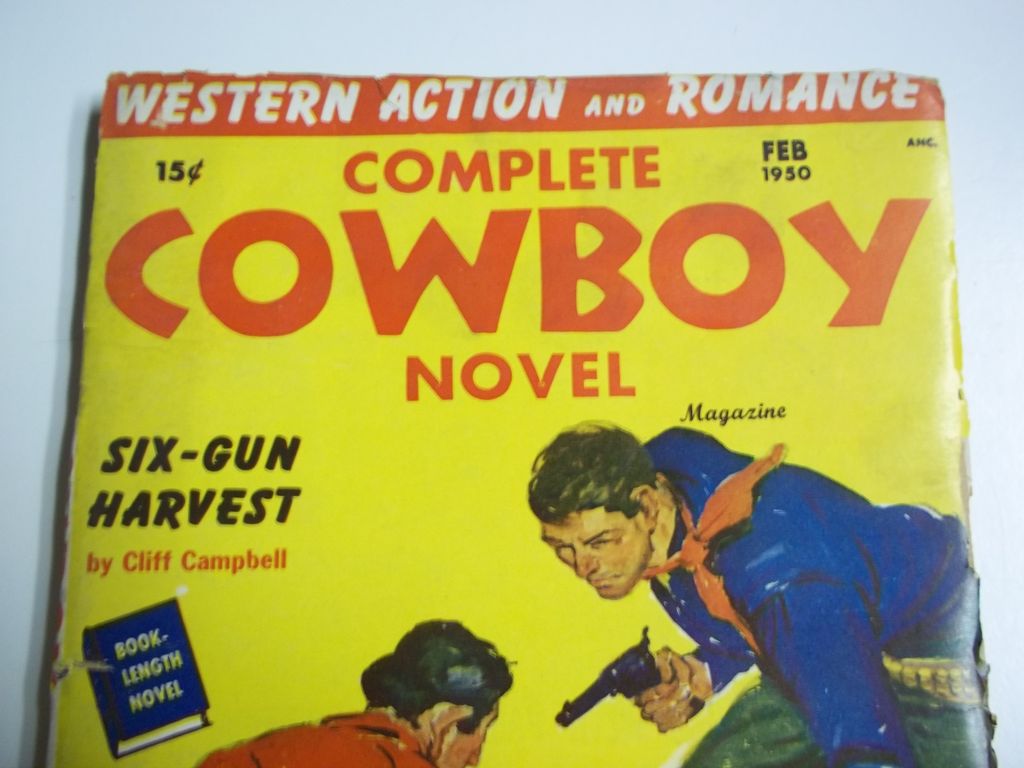 WESTERN ACTION AND ROMANCE
15¢
COMPLETE
FEB
1950
ANC.
COWBOY
NOVEL
Magazine
SIX-GUN
HARVEST
by Cliff Campbell
BOOK-
LENGTH
NOVEL